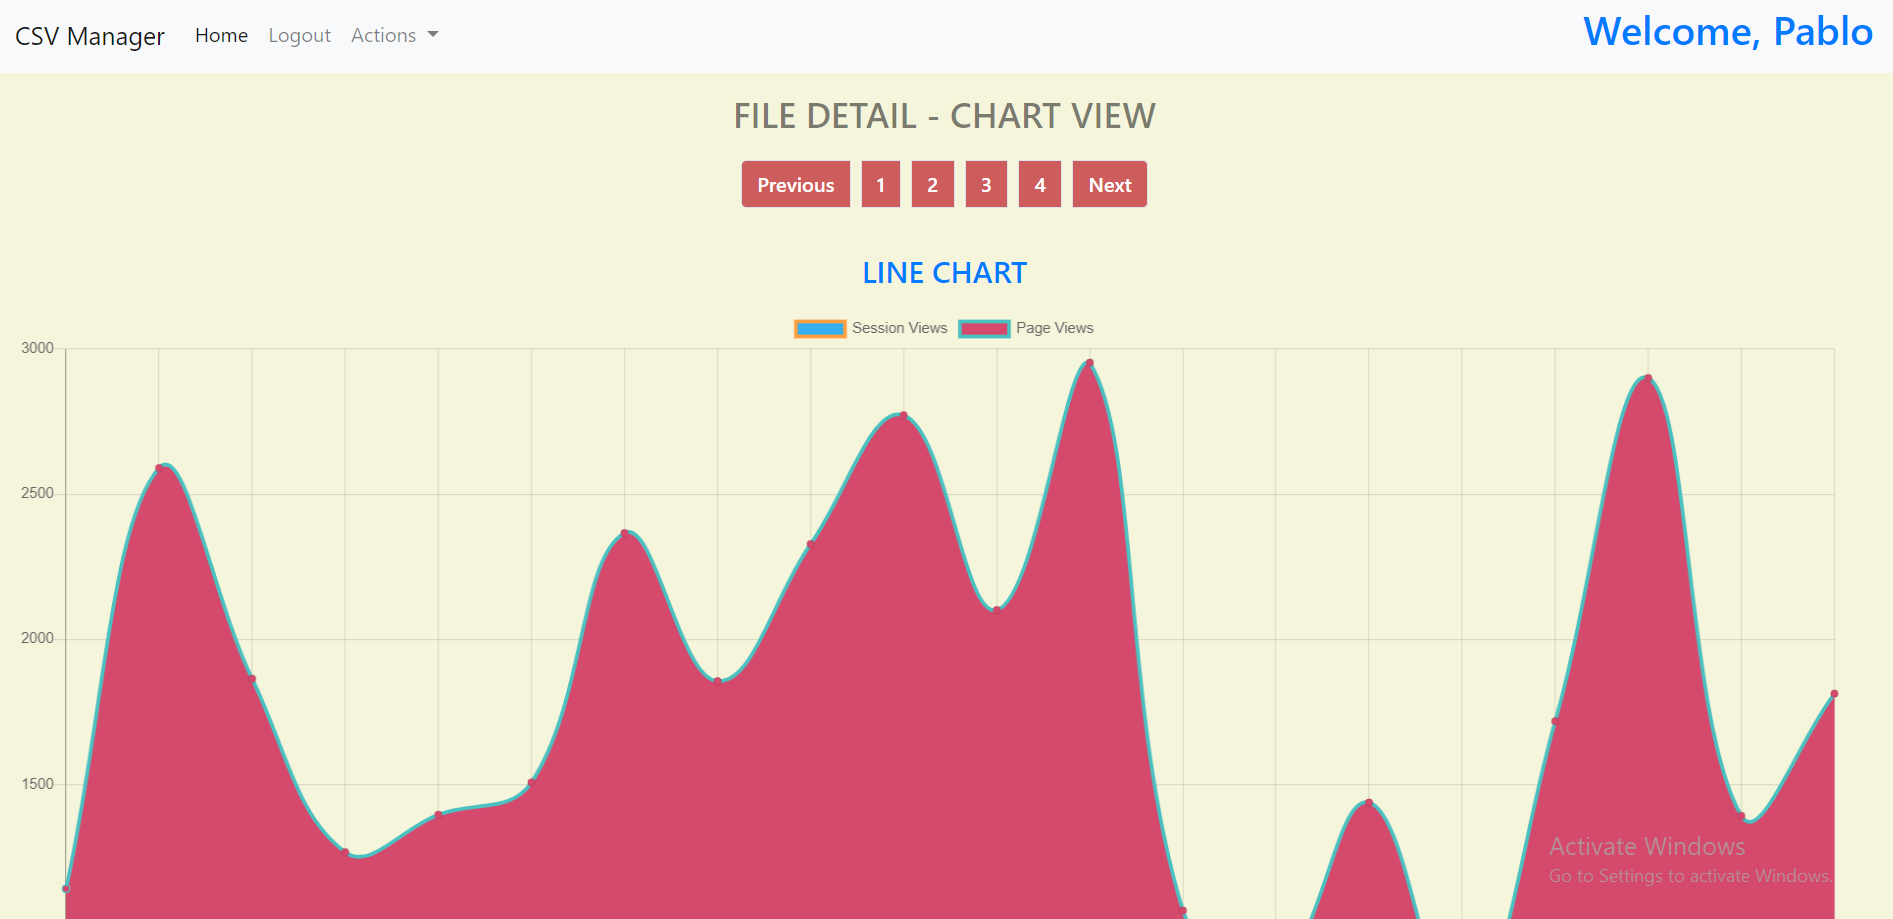 CSV Manager Home Logout Actions Welcome, Pablo
FILE DETAIL - CHART VIEW
Previous 1 2 3 4 Next
LINE CHART
Session Views Page Views
3000
2500
2000
1500
Activate Windows
Go to Settings to activate Windows.